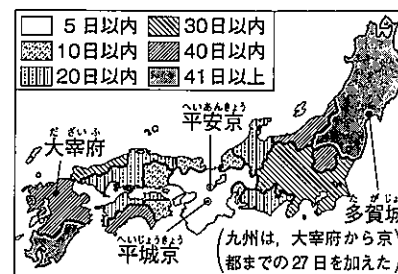 5日以内
10日以内
20日以内
30日以内
40日以内
41日以上
だざいふ
大宰府
へいあんきょう
平安京
へいじょうきょう
平城京
たがじょう
多賀城
(九州は,大宰府から京
都までの27日を加えた)